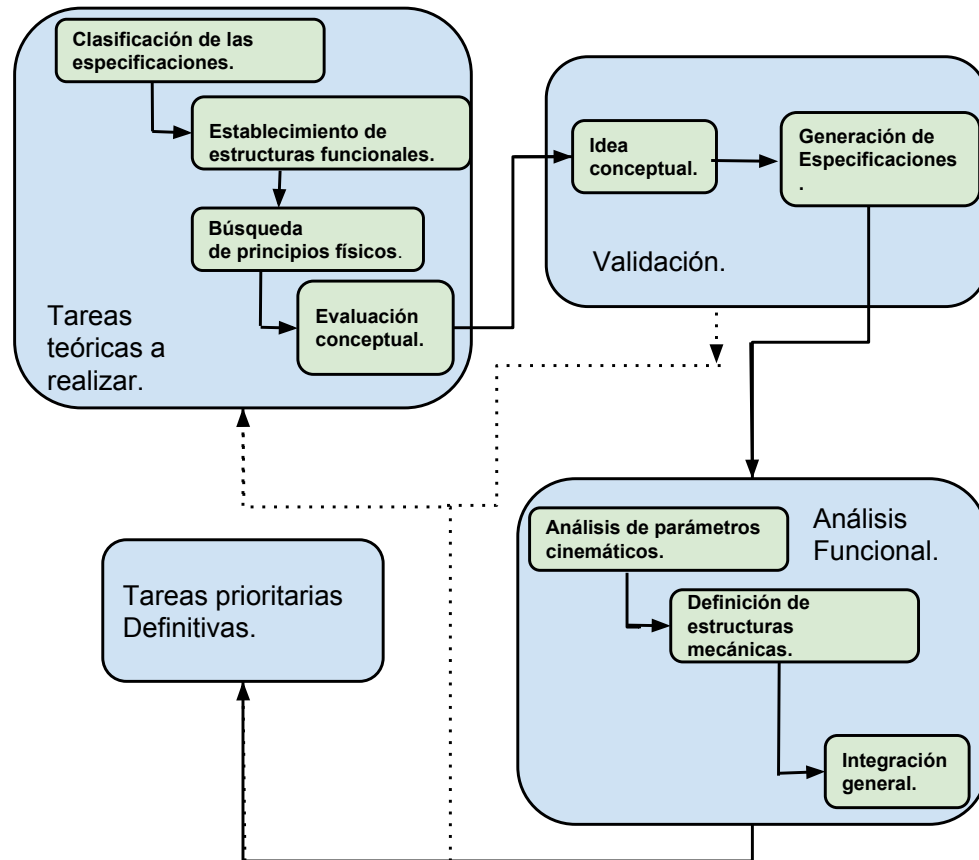 Clasificación de las
especificaciones.
Establecimiento de
estructuras funcionales.
Búsqueda
de principios físicos.
Evaluación
conceptual.
Tareas
teóricas a
realizar.
Idea
conceptual.
Generación de
Especificaciones
.
Validación.
Análisis de parámetros
cinemáticos.
Análisis
Funcional.
Definición de
estructuras
mecánicas.
Integración
general.
Tareas prioritarias
Definitivas.